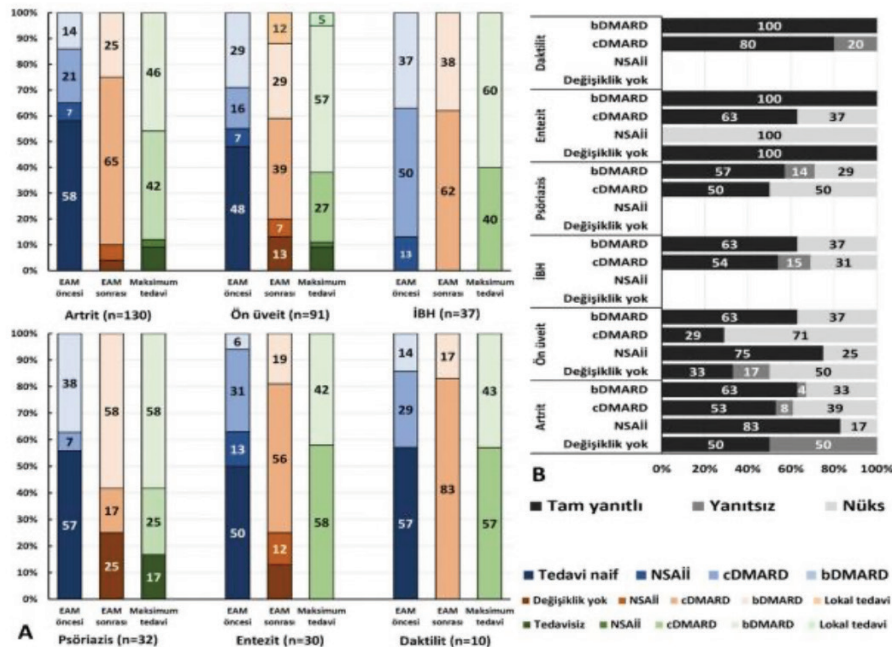 100%
90%
80%
70%
60%
50%
40%
30%
20%
10%
0%
14
21
7
58
25
65
46
42
EAM öncesi
EAM sonrası
Maksimum tedavi
Artrit (n=130)
29
16
7
48
12
29
39
7
13
5
57
27
EAM öncesi
EAM sonrası
Maksimum tedavi
Ön üveit (n=91)
37
50
13
38
62
60
40
EAM öncesi
EAM sonrası
Maksimum tedavi
İBH (n=37)
100%
90%
80%
70%
60%
50%
40%
30%
20%
10%
0%
38
7
57
58
17
25
58
25
17
EAM öncesi
EAM sonrası
Maksimum tedavi
Psöriazis (n=32)
6
31
13
50
19
56
12
42
58
EAM öncesi
EAM sonrası
Maksimum tedavi
Entezit (n=30)
14
29
57
17
83
43
57
EAM öncesi
EAM sonrası
Maksimum tedavi
Daktilit (n=10)
A
Daktilit
bDMARD 100
cDMARD 80 20
NSAİİ
Değişiklik yok
Entezit
bDMARD 100
cDMARD 63 37
NSAİİ 100
Değişiklik yok 100
Psöriazis
bDMARD 57 14 29
cDMARD 50 50
NSAİİ
Değişiklik yok
İBH
bDMARD 63 37
cDMARD 54 15 31
NSAİİ
Değişiklik yok
Ön üveit
bDMARD 63 37
cDMARD 29 71
NSAİİ 75 25
Değişiklik yok 33 17 50
Artrit
bDMARD 63 4 33
cDMARD 53 8 39
NSAİİ 83 17
Değişiklik yok 50 50
0% 20% 40% 60% 80% 100%
B
Tam yanıtlı Yanıtsız Nüks
Tedavi naif NSAİİ cDMARD bDMARD
Değişiklik yok NSAİİ cDMARD bDMARD Lokal tedavi
Tedavisiz NSAİİ cDMARD bDMARD Lokal tedavi